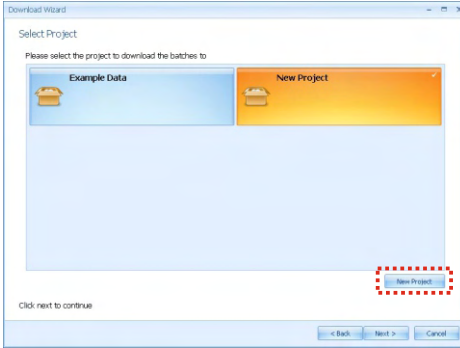 Download Wizard
Select Project
Please select the project to download the batches to
Example Data
New Project
New Project
Click next to continue
< Back
Next >
Cancel